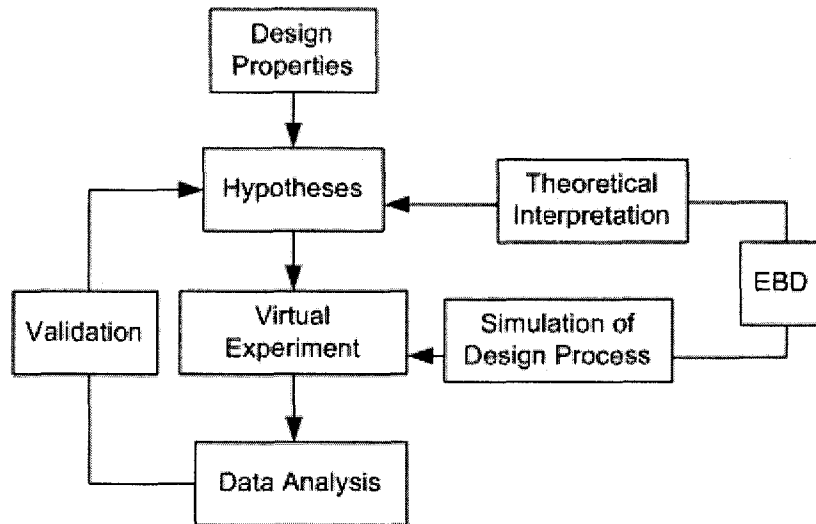 Design
Properties
Hypotheses
Theoretical
Interpretation
EBD
Validation
Virtual
Experiment
Simulation of
Design Process
Data Analysis